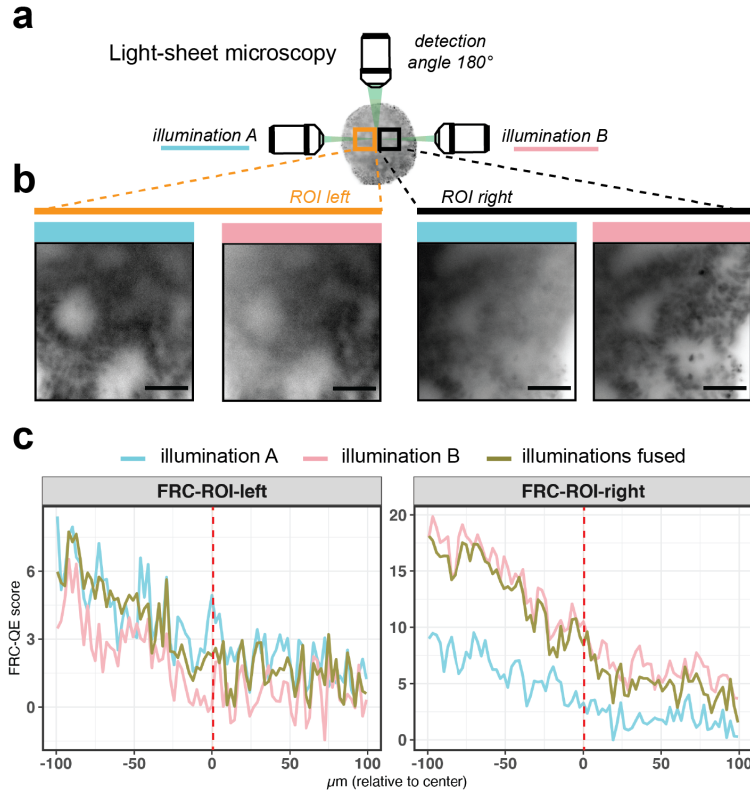 a
Light-sheet microscopy
detection
angle 180°
illumination A
illumination B
b
ROI left
ROI right
c
illumination A
illumination B
illuminations fused
FRC-ROI-left
FRC-ROI-right
FRC-QE score
6
3
0
20
15
10
5
0
-100
-50
0
50
100
-100
-50
0
50
100
µm (relative to center)